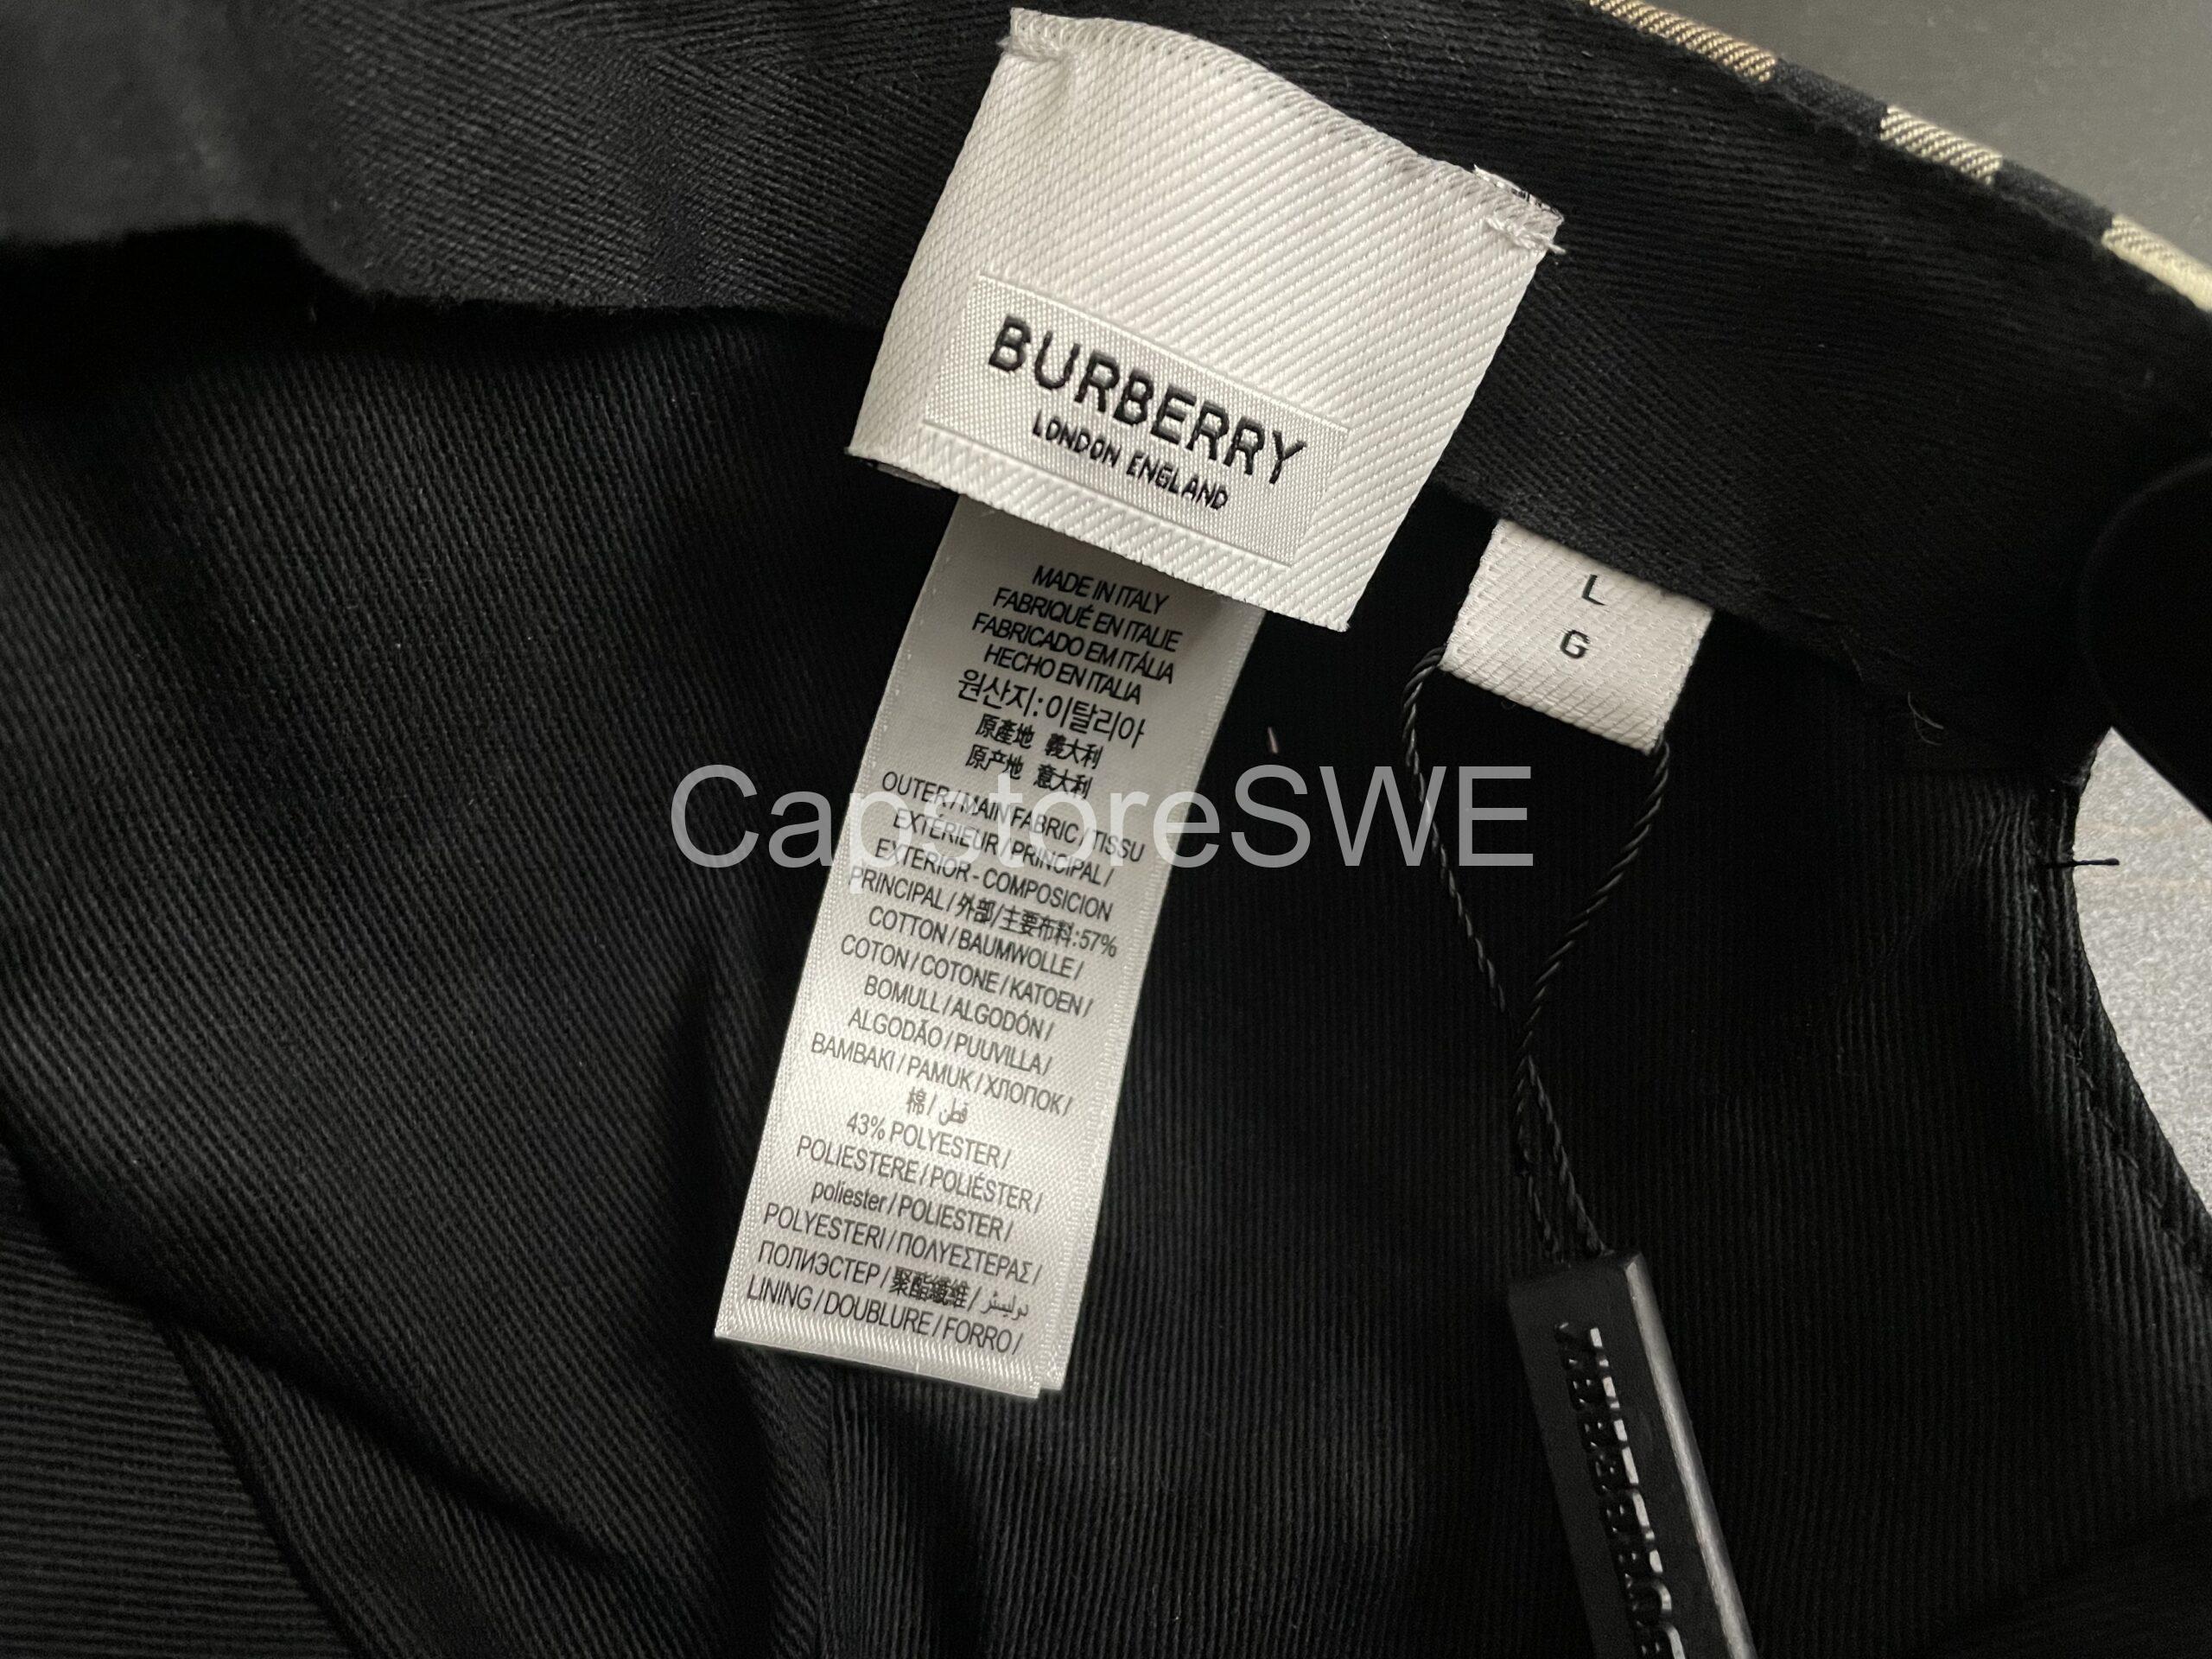 BURBERRY
LONDON ENGLAND
L
G
MADE IN ITALY
FABRIQUÉ EN ITALIE
FABRICADO EM ITÁLIA
HECHO EN ITALIA
원산지:이탈리아
原產地 義大利
原产地 意大利
OUTER / MAIN FABRIC / TISSU
EXTÉRIEUR / PRINCIPAL /
EXTERIOR - COMPOSICION
PRINCIPAL / 外部/主要布料:57%
COTTON / BAUMWOLLE /
COTON / COTONE / KATOEN /
BOMULL / ALGODÓN /
ALGODÃO / PUUVILLA /
BAMBAKI / PAMUK / ХЛОПОК /
棉 / قطن
43% POLYESTER /
POLIESTERE / POLIÉSTER /
poliester / POLIESTER /
POLYESTERI / ΠΟΛΥΕΣΤΕΡΑΣ /
ПОЛИЭСТЕР / 聚酯纖維 /
LINING / DOUBLURE / FORRO /
CapstoreSWE
BURBERRY